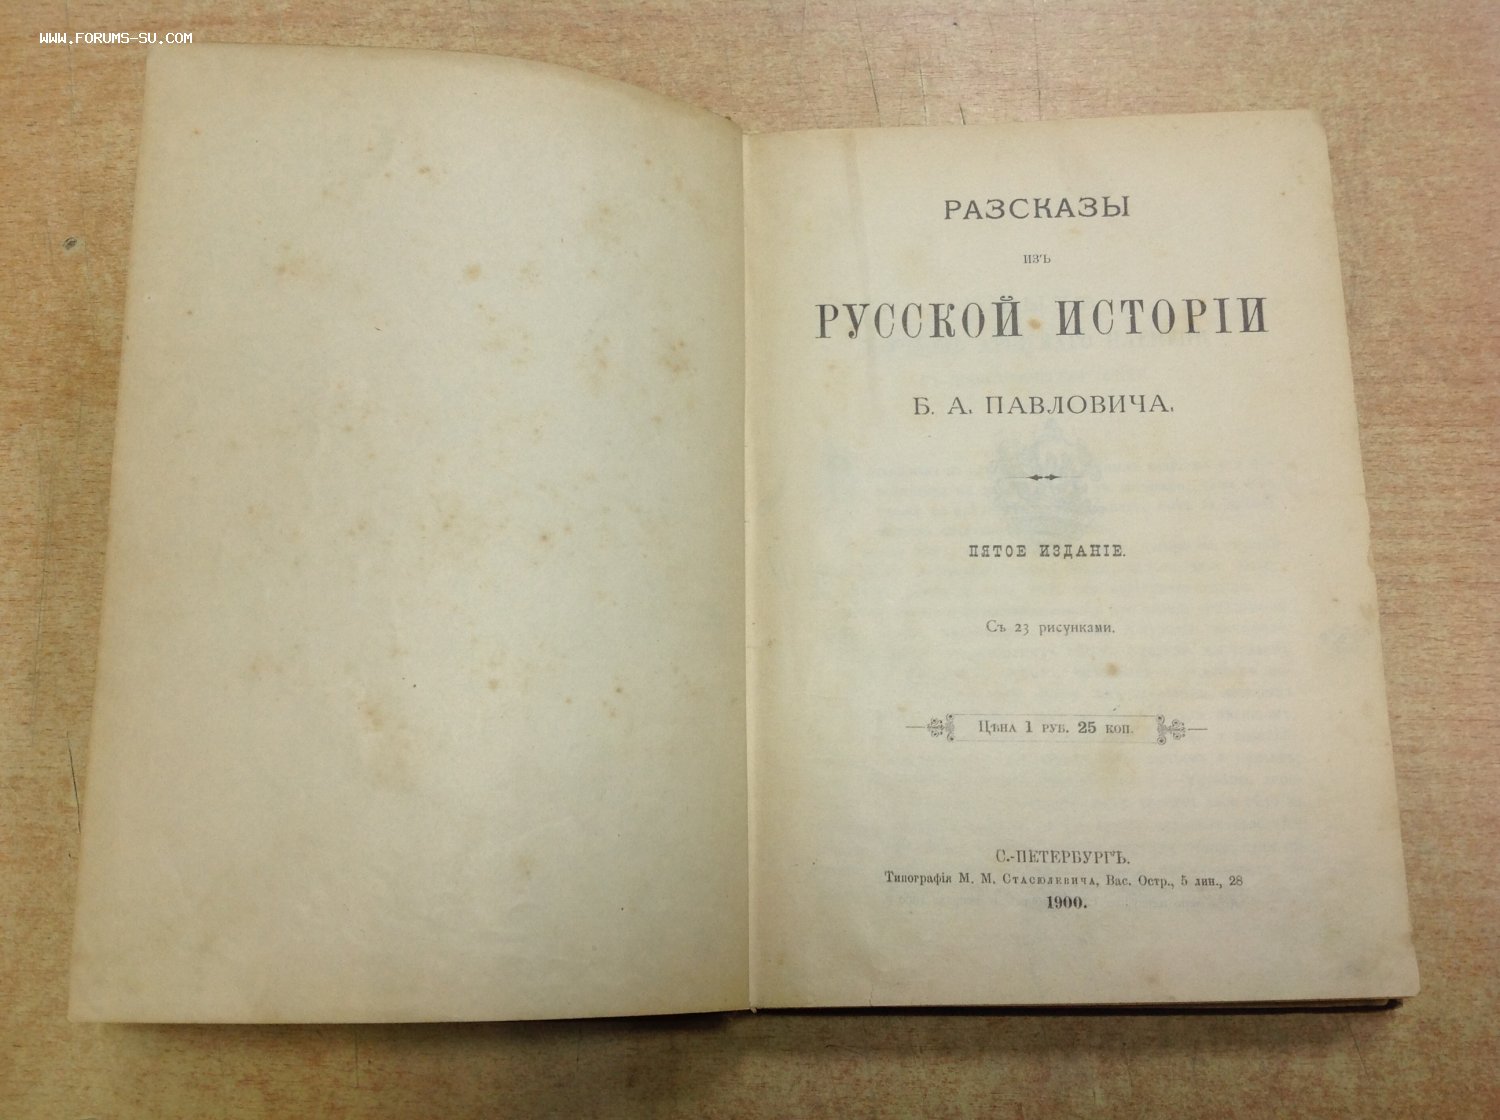 WWW.FORUMS-SU.COM
РАЗСКАЗЫ
ИЗЪ
РУССКОЙ ИСТОРІИ
Б. А. ПАВЛОВИЧА.
ПЯТОЕ ИЗДАНІЕ.
Съ 23 рисунками.
Цѣна 1 руб. 25 коп.
С.-ПЕТЕРБУРГЪ.
Типографія М. М. Стасюлевича, Вас. Остр., 5 лин., 28
1900.